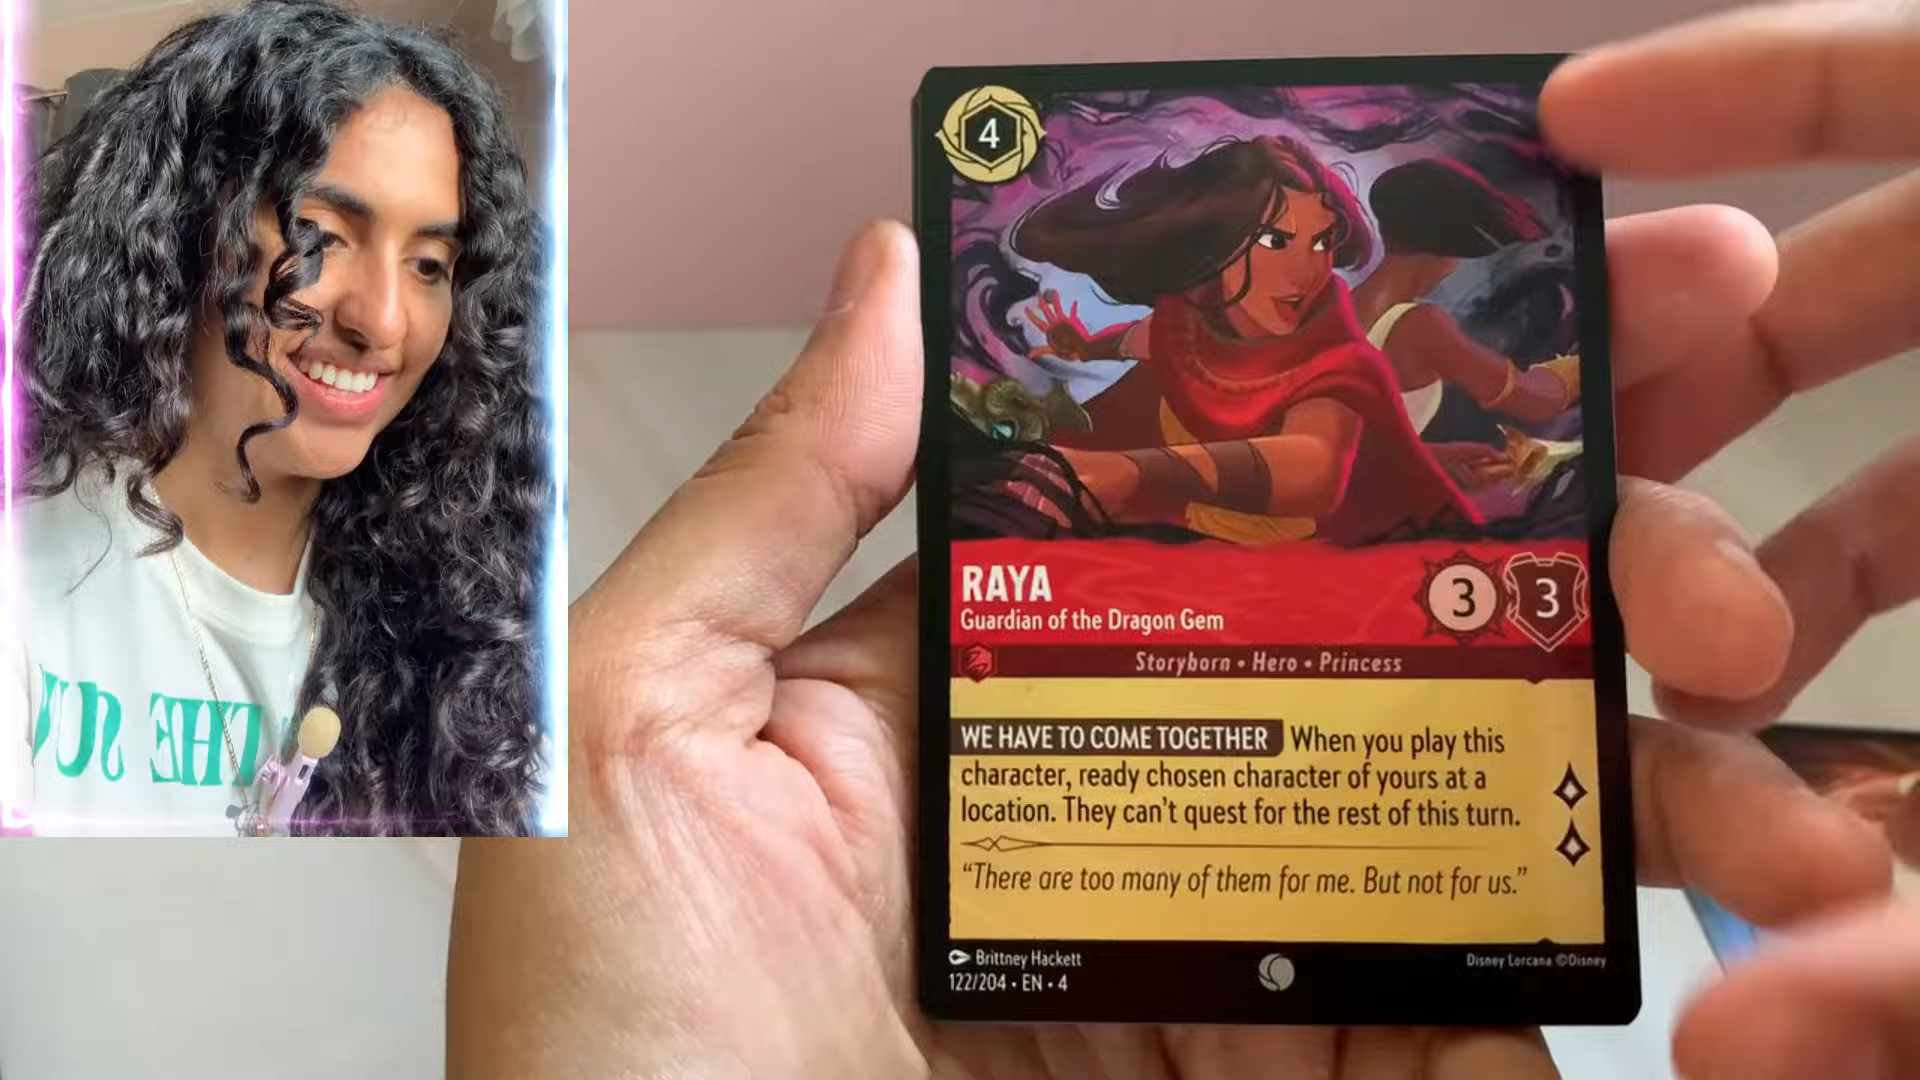 4
RAYA
Guardian of the Dragon Gem
3
3
Storyborn • Hero • Princess
WE HAVE TO COME TOGETHER When you play this
character, ready chosen character of yours at a
location. They can't quest for the rest of this turn.
“There are too many of them for me. But not for us.”
Brittney Hackett
122/204 • EN • 4
Disney Lorcana ©Disney
THE SU